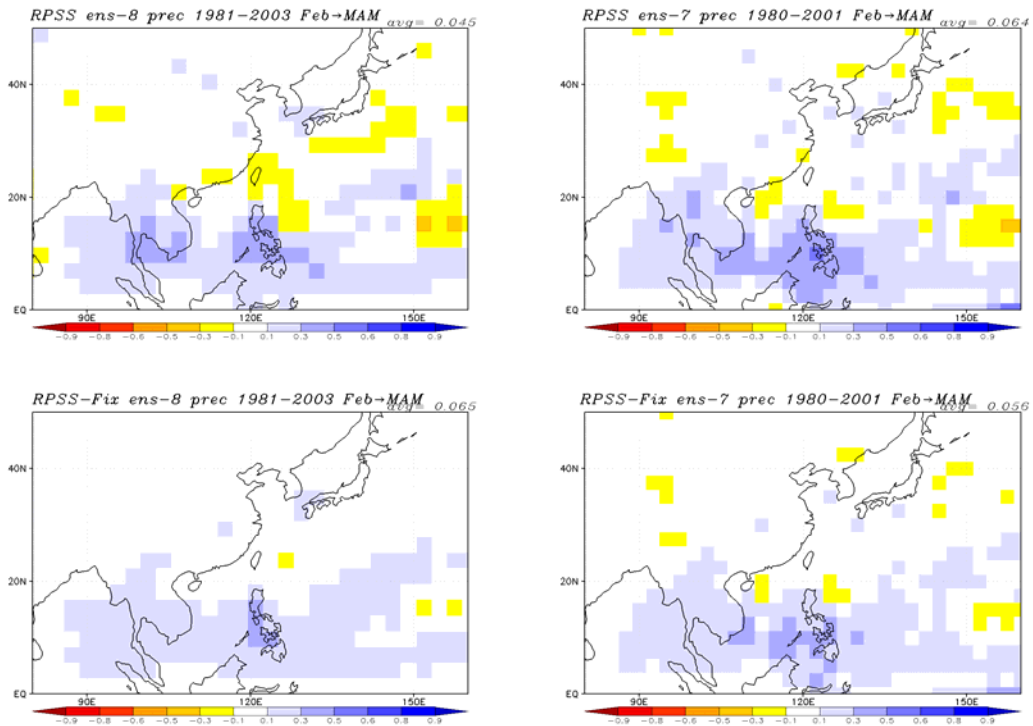 RPSS ens-8 prec 1981-2003 Feb→MAM
avg= 0.045
40N
20N
EQ
90E 120E 150E
-0.9 -0.8 -0.6 -0.5 -0.3 -0.1 0.1 0.3 0.5 0.6 0.8 0.9
RPSS ens-7 prec 1980-2001 Feb→MAM
avg= 0.064
40N
20N
EQ
90E 120E 150E
-0.9 -0.8 -0.6 -0.5 -0.3 -0.1 0.1 0.3 0.5 0.6 0.8 0.9
RPSS-Fix ens-8 prec 1981-2003 Feb→MAM
avg= 0.065
40N
20N
EQ
90E 120E 150E
-0.9 -0.8 -0.6 -0.5 -0.3 -0.1 0.1 0.3 0.5 0.6 0.8 0.9
RPSS-Fix ens-7 prec 1980-2001 Feb→MAM
avg= 0.056
40N
20N
EQ
90E 120E 150E
-0.9 -0.8 -0.6 -0.5 -0.3 -0.1 0.1 0.3 0.5 0.6 0.8 0.9